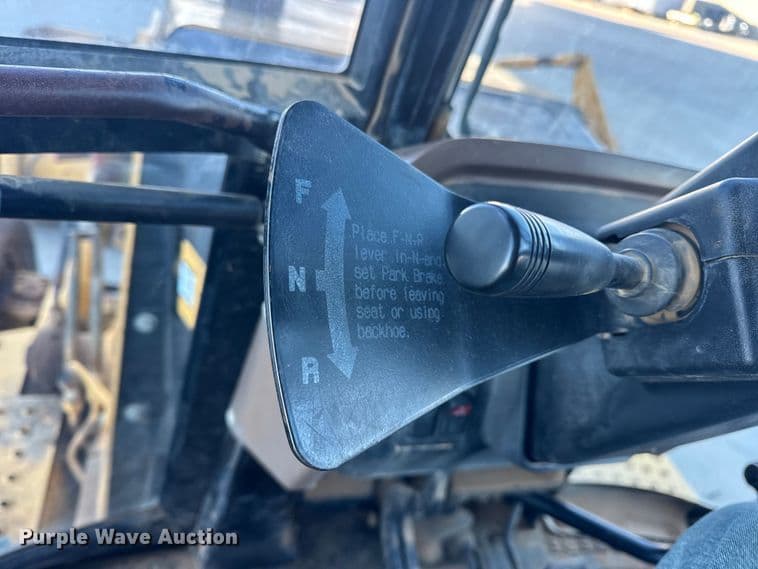 F
N
R
Place F-N-R
lever in-N-and
set Park Brake
before leaving
seat or using
backhoe.
Purple Wave Auction